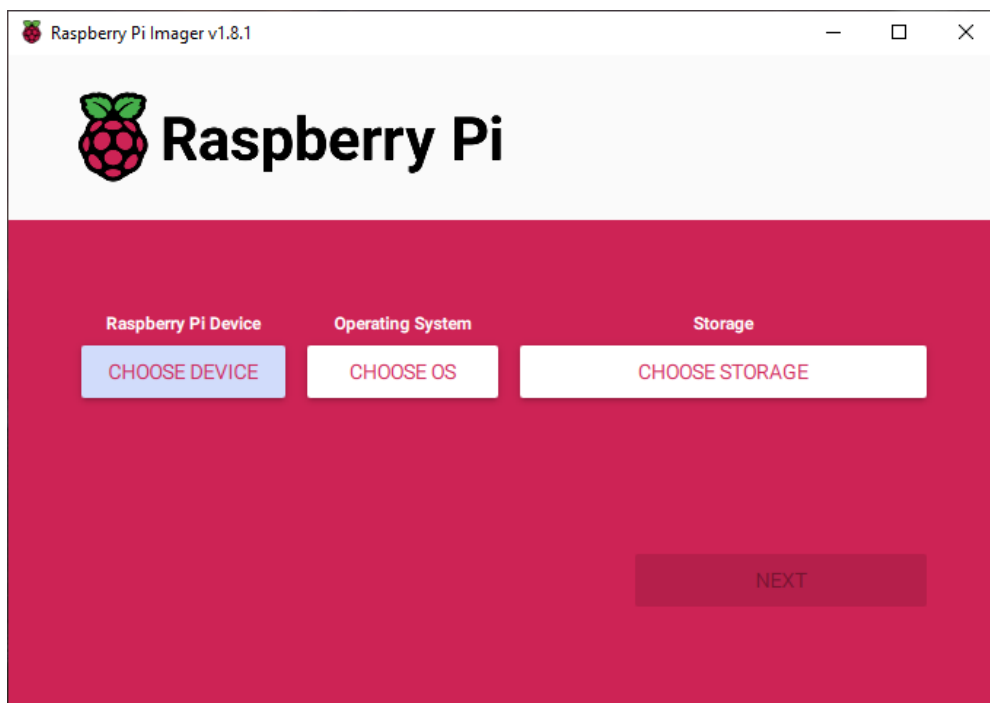 Raspberry Pi Imager v1.8.1
Raspberry Pi
Raspberry Pi Device
Operating System
Storage
CHOOSE DEVICE
CHOOSE OS
CHOOSE STORAGE
NEXT